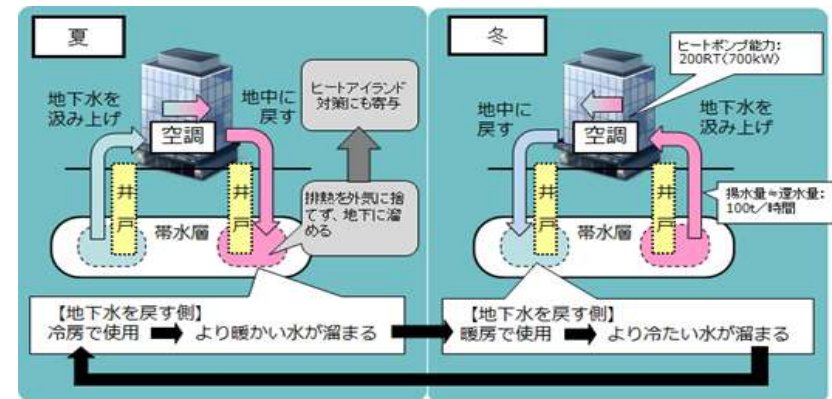 夏
地下水を
汲み上げ
空調
地中に
戻す
ヒートアイランド
対策にも寄与
排熱を外気に捨
てず、地下に溜
める
井戸
井戸
帯水層
【地下水を戻す側】
冷房で使用 ➡ より暖かい水が溜まる
冬
ヒートポンプ能力:
200RT(700kW)
地中に
戻す
空調
地下水を
汲み上げ
揚水量≒還水量:
100t/時間
井戸
井戸
帯水層
【地下水を戻す側】
暖房で使用 ➡ より冷たい水が溜まる